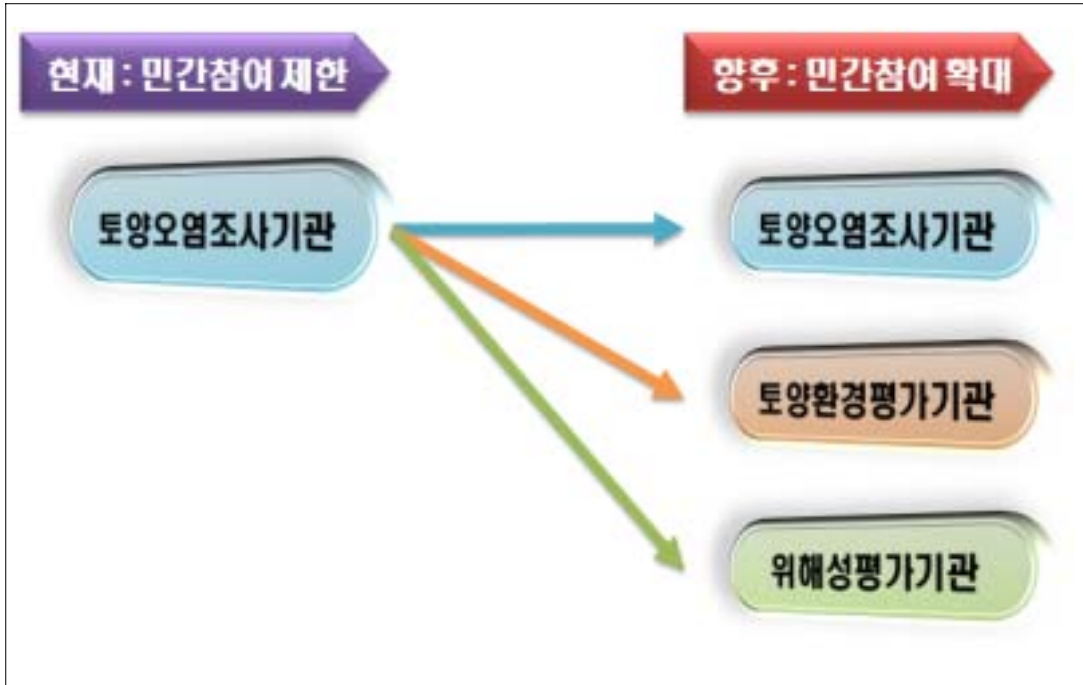 현재 : 민간참여 제한
향후 : 민간참여 확대
토양오염조사기관
토양오염조사기관
토양환경평가기관
위해성평가기관